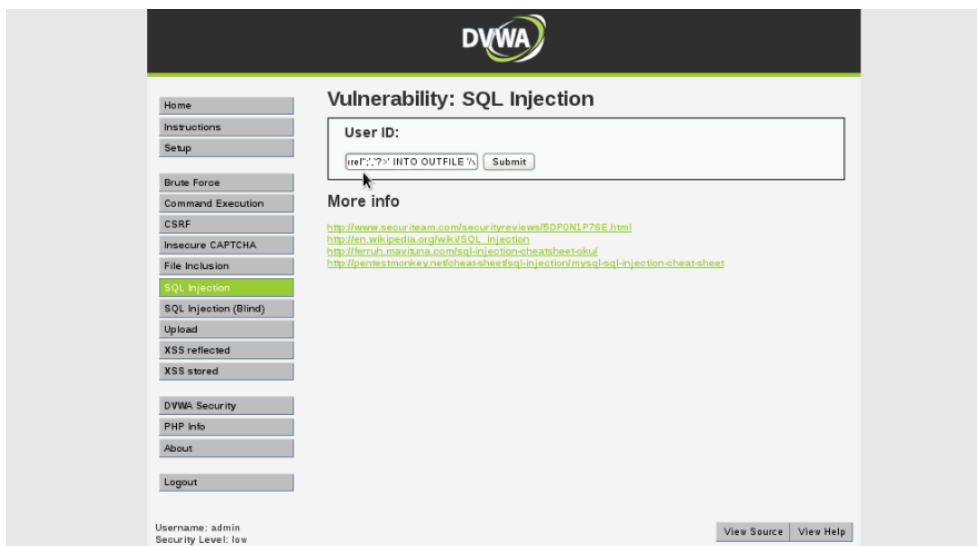 DVWA
Home
Instructions
Setup
Brute Force
Command Execution
CSRF
Insecure CAPTCHA
File Inclusion
SQL Injection
SQL Injection (Blind)
Upload
XSS reflected
XSS stored
DVWA Security
PHP Info
About
Logout
Vulnerability: SQL Injection
User ID:
INTO OUTFILE Submit
More info
http://www.securiteam.com/securityreviews/5DP0N1P76E.html
http://en.wikipedia.org/wiki/SQL_injection
http://ferruh.mavituna.com/sql-injection-cheatsheet-oku/
http://pentestmonkey.net/cheat-sheet/sql-injection/mysql-sql-injection-cheat-sheet
Username: admin
Security Level: low
View Source View Help